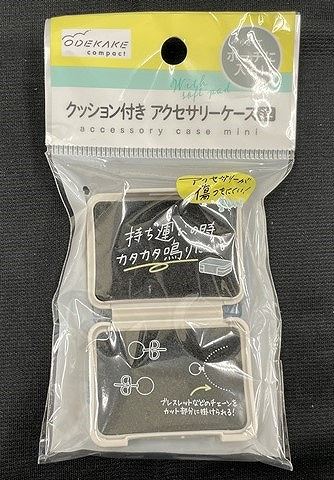 ODEKAKE
compact
With
soft pad
クッション付き アクセサリーケース ミニ
accessory case mini
アクセサリーが
傷つきにくい!
持ち運びの時
カタカタ鳴りにくい
ブレスレットなどのチェーンを
カット部分に掛けられる!